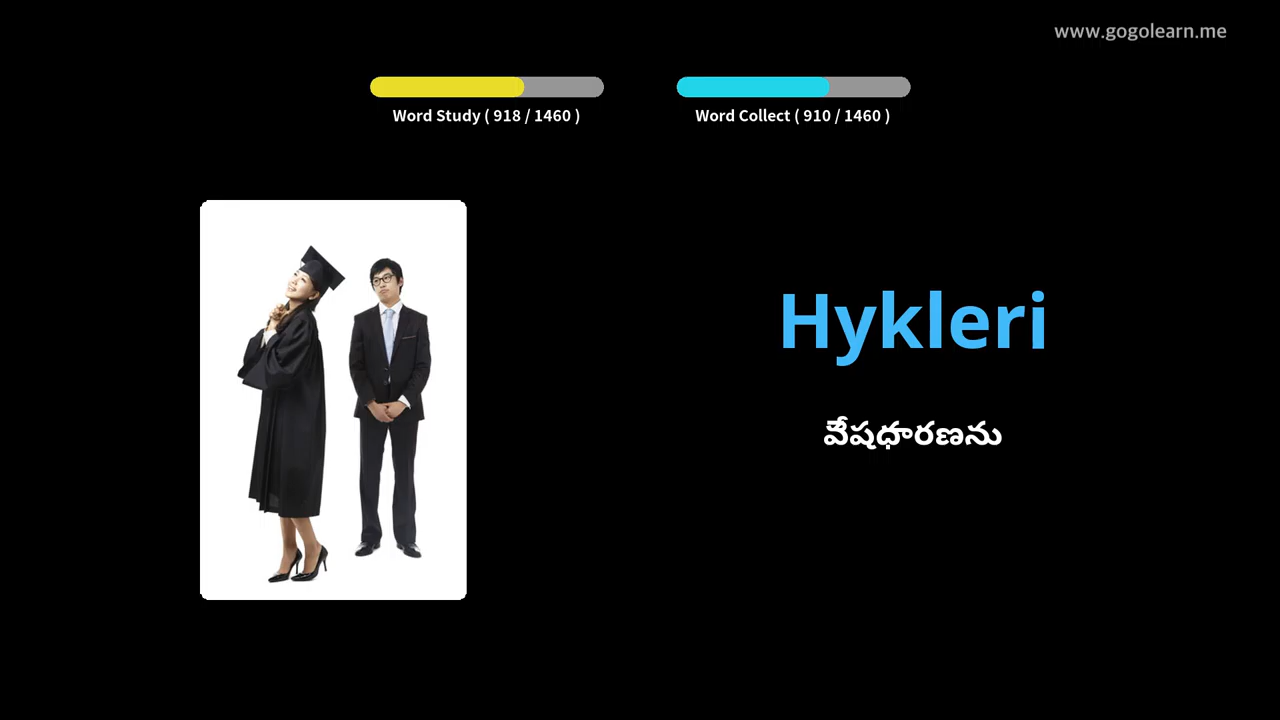 www.gogolearn.me
Word Study ( 918 / 1460 )
Word Collect ( 910 / 1460 )
Hykleri
వేషధారణను